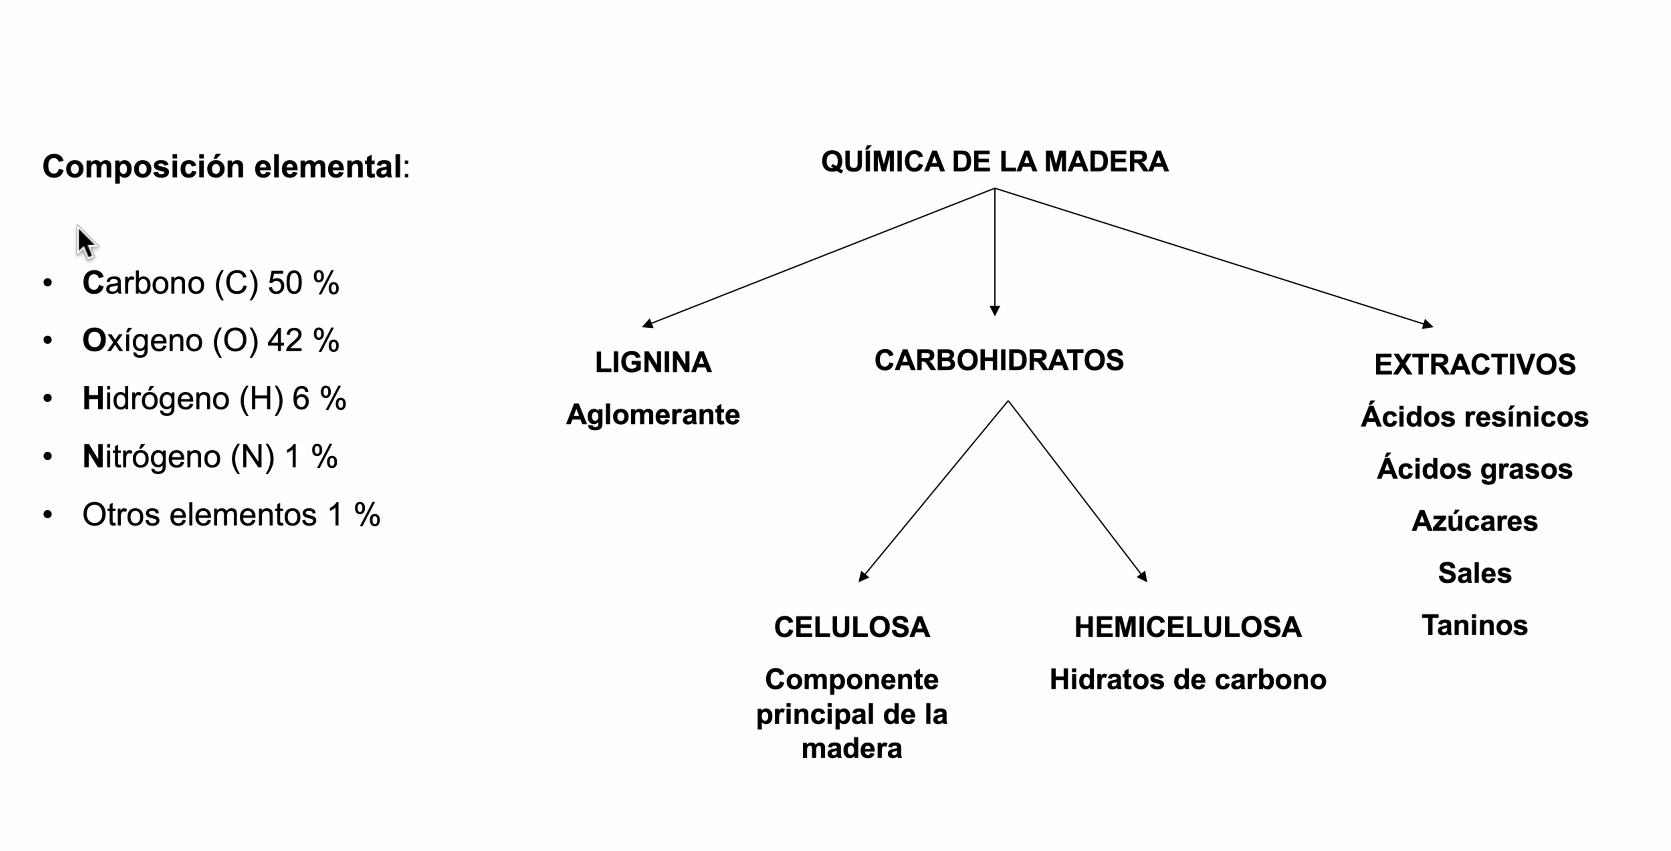 Composición elemental:
• Carbono (C) 50 %
• Oxígeno (O) 42 %
• Hidrógeno (H) 6 %
• Nitrógeno (N) 1 %
• Otros elementos 1 %
QUÍMICA DE LA MADERA
LIGNINA
Aglomerante
CARBOHIDRATOS
CELULOSA
Componente
principal de la
madera
HEMICELULOSA
Hidratos de carbono
EXTRACTIVOS
Ácidos resínicos
Ácidos grasos
Azúcares
Sales
Taninos